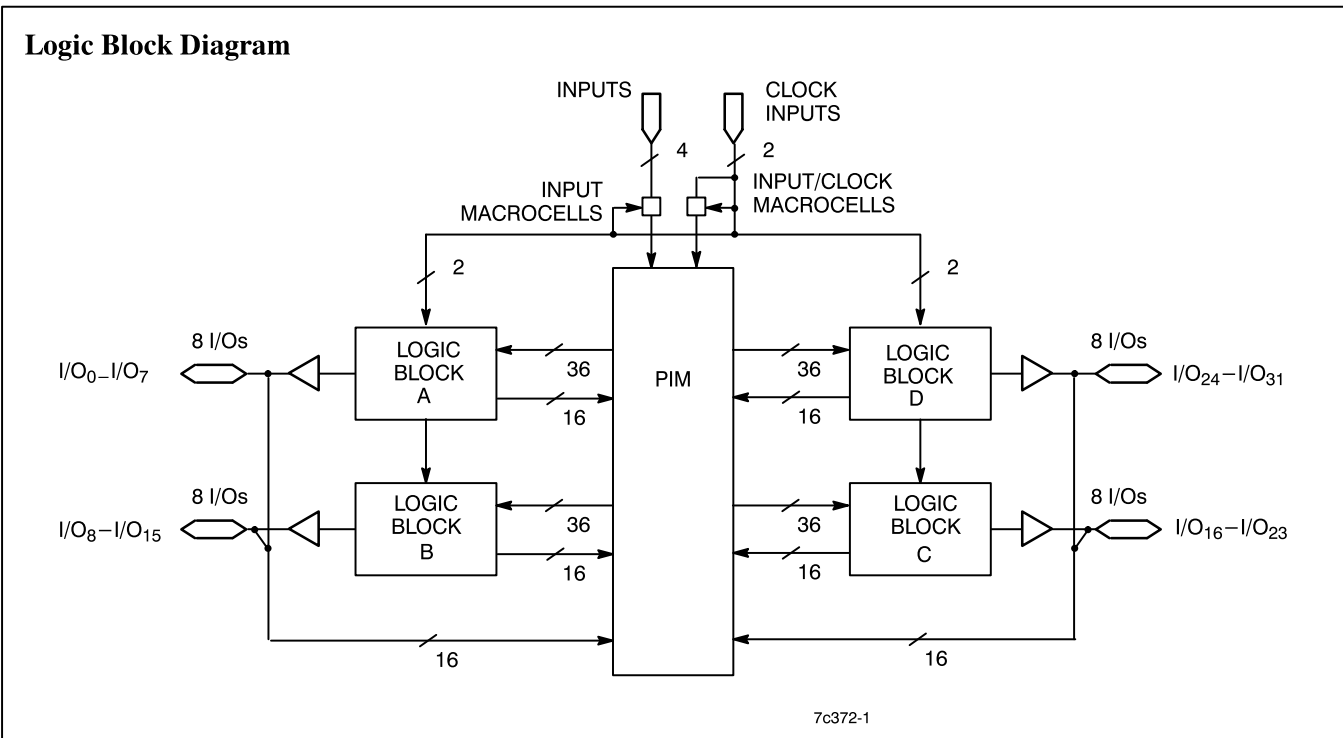 Logic Block Diagram
INPUTS
CLOCK
INPUTS
4
2
INPUT
MACROCELLS
INPUT/CLOCK
MACROCELLS
2
2
8 I/Os
I/O0–I/O7
LOGIC
BLOCK
A
36
16
PIM
36
16
LOGIC
BLOCK
D
8 I/Os
I/O24–I/O31
8 I/Os
I/O8–I/O15
LOGIC
BLOCK
B
36
16
36
16
LOGIC
BLOCK
C
8 I/Os
I/O16–I/O23
16
16
7c372-1